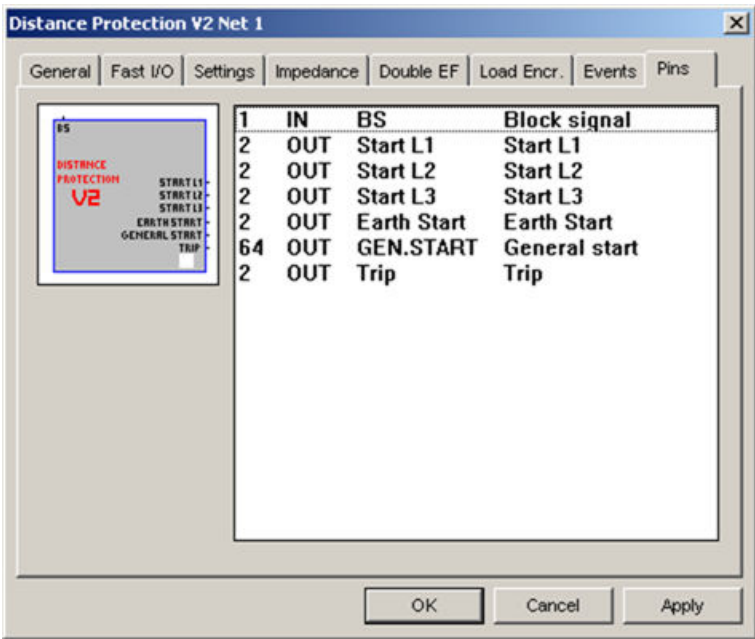 Distance Protection V2 Net 1
General Fast I/O Settings Impedance Double EF Load Encr. Events Pins
BS
DISTANCE
PROTECTION
V2
START L1
START L2
START L3
EARTH START
GENERAL START
TRIP
1 IN BS Block signal
2 OUT Start L1 Start L1
2 OUT Start L2 Start L2
2 OUT Start L3 Start L3
2 OUT Earth Start Earth Start
64 OUT GEN.START General start
2 OUT Trip Trip
OK Cancel Apply